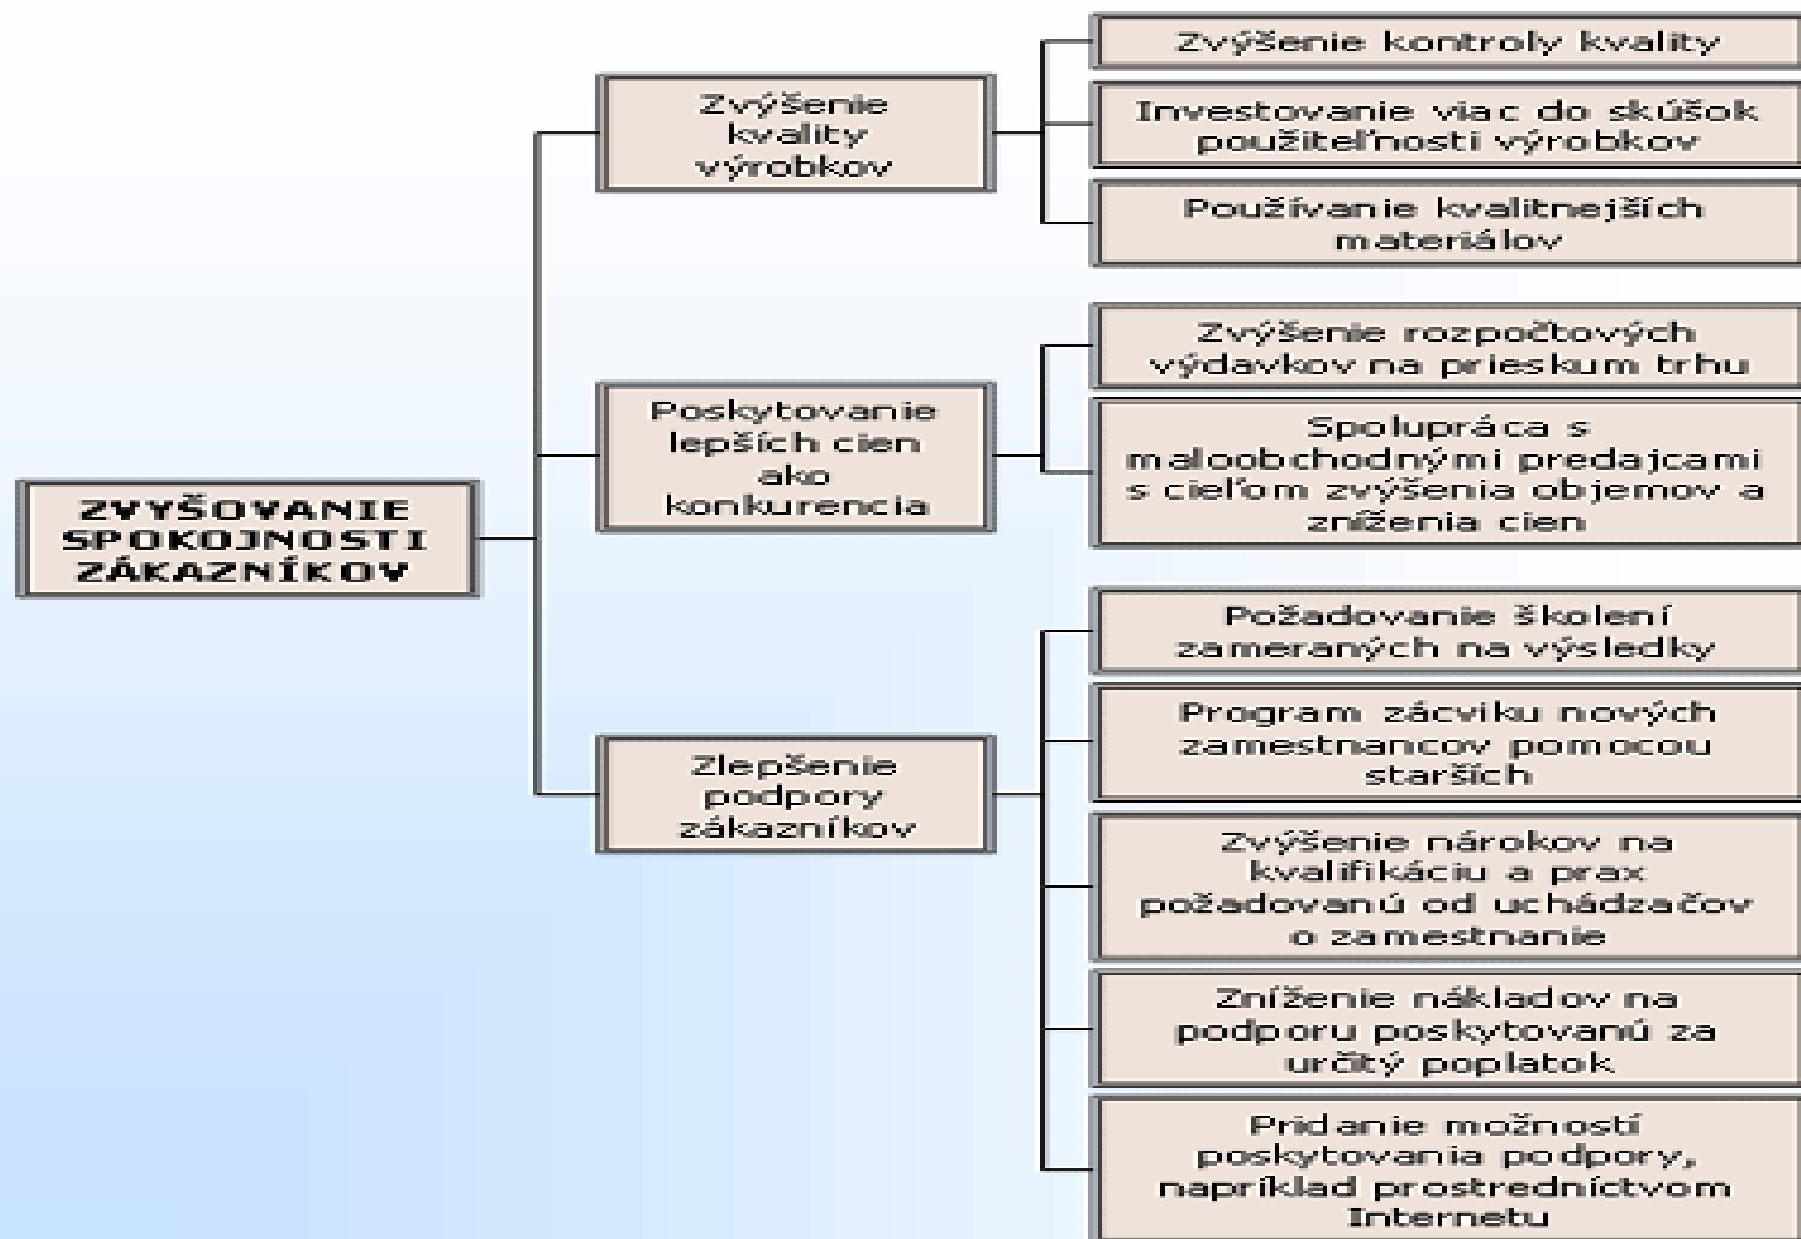 ZVYŠOVANIE
SPOKOJNOSTI
ZÁKAZNÍKOV
Zvýšenie
kvality
výrobkov
Zvýšenie kontroly kvality
Investovanie viac do skúšok
použiteľnosti výrobkov
Používanie kvalitnejších
materiálov
Poskytovanie
lepších cien
ako
konkurencia
Zvýšenie rozpočtových
výdavkov na prieskum trhu
Spolupráca s
maloobchodnými predajcami
s cieľom zvýšenia objemov a
zníženia cien
Zlepšenie
podpory
zákazníkov
Požadovanie školení
zameraných na výsledky
Program zácviku nových
zamestnancov pomocou
starších
Zvýšenie nárokov na
kvalifikáciu a prax
požadovanú od uchádzačov
o zamestnanie
Zníženie nákladov na
podporu poskytovanú za
určitý poplatok
Pridanie možností
poskytovania podpory,
napríklad prostredníctvom
Internetu